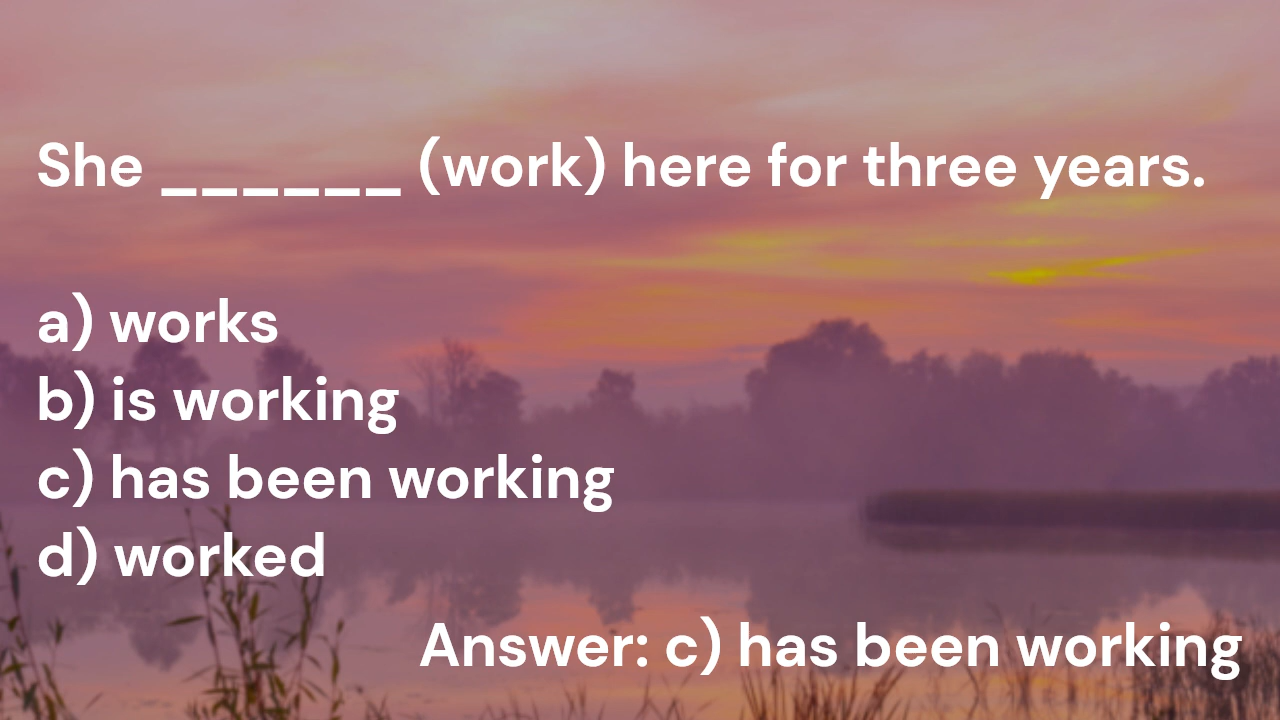 She ______ (work) here for three years.
a) works
b) is working
c) has been working
d) worked
Answer: c) has been working